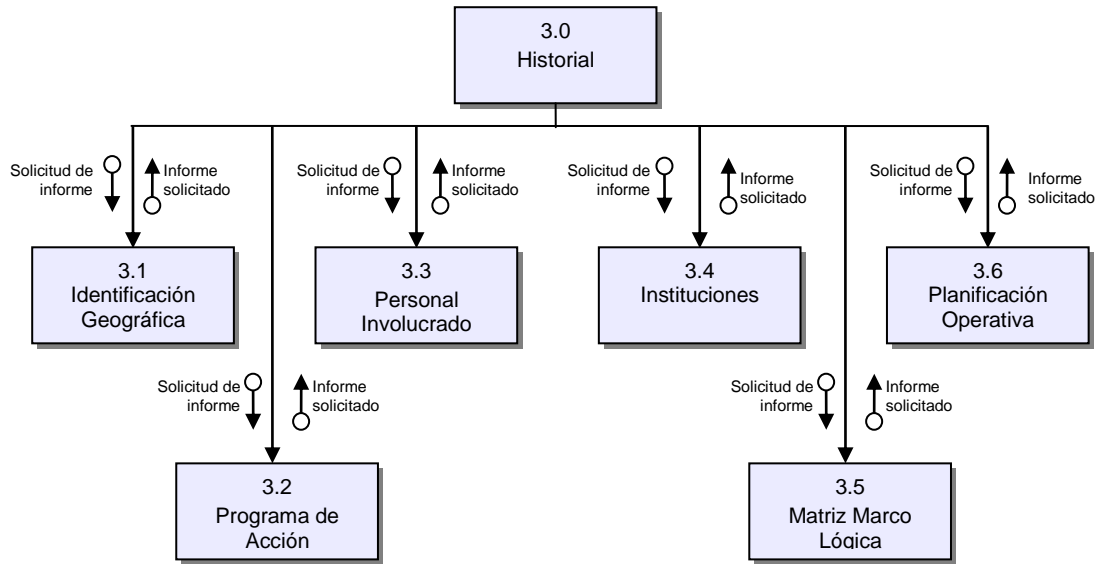 3.0
Historial
Solicitud de
informe
Informe
solicitado
Solicitud de
informe
Informe
solicitado
Solicitud de
informe
Informe
solicitado
Solicitud de
informe
Informe
solicitado
3.1
Identificación
Geográfica
3.3
Personal
Involucrado
3.4
Instituciones
3.6
Planificación
Operativa
Solicitud de
informe
Informe
solicitado
Solicitud de
informe
Informe
solicitado
3.2
Programa de
Acción
3.5
Matriz Marco
Lógica